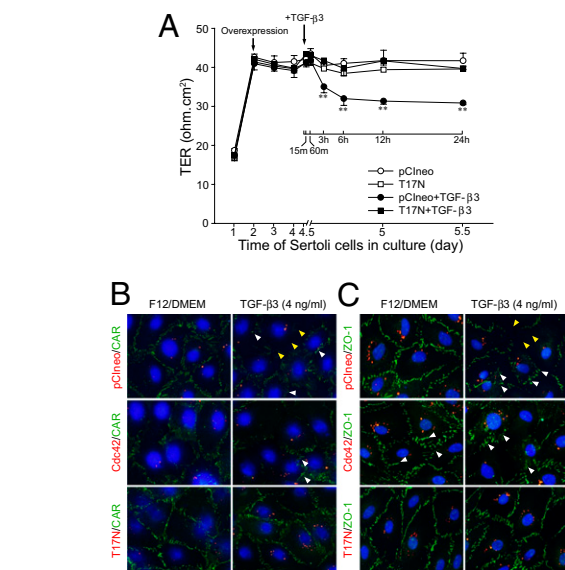 A
+TGF-β3
Overexpression
TER (ohm.cm²)
50
40
30
20
10
0
** ** ** **
3h 6h 12h 24h
15m 60m
pCIneo
T17N
pCIneo+TGF-β3
T17N+TGF-β3
1 2 3 4 4.5 5 5.5
Time of Sertoli cells in culture (day)
B
F12/DMEM TGF-β3 (4 ng/ml)
pCIneo/CAR
Cdc42/CAR
T17N/CAR
C
F12/DMEM TGF-β3 (4 ng/ml)
pCIneo/ZO-1
Cdc42/ZO-1
T17N/ZO-1